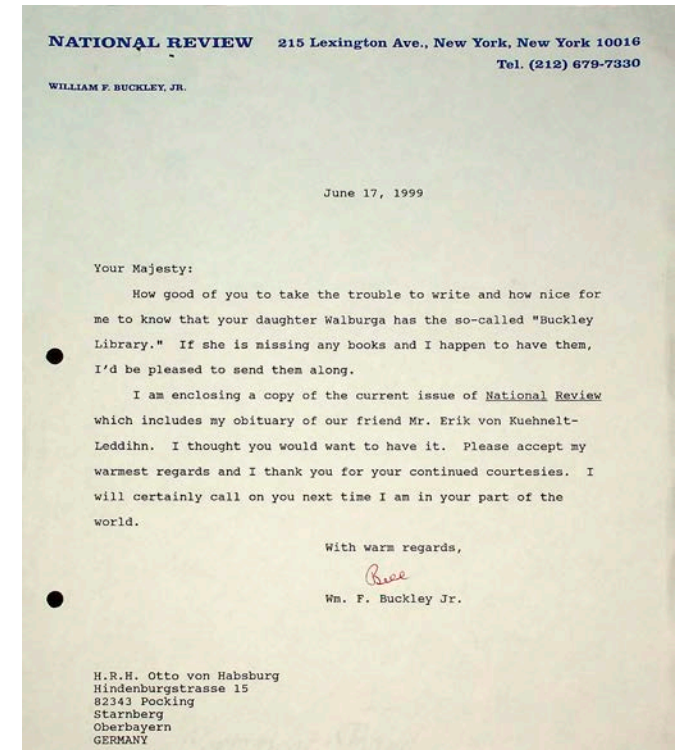 NATIONAL REVIEW 215 Lexington Ave., New York, New York 10016
Tel. (212) 679-7330
WILLIAM F. BUCKLEY, JR.
June 17, 1999
Your Majesty:
How good of you to take the trouble to write and how nice for
me to know that your daughter Walburga has the so-called "Buckley
Library." If she is missing any books and I happen to have them,
I'd be pleased to send them along.
I am enclosing a copy of the current issue of National Review
which includes my obituary of our friend Mr. Erik von Kuehnelt-
Leddihn. I thought you would want to have it. Please accept my
warmest regards and I thank you for your continued courtesies. I
will certainly call on you next time I am in your part of the
world.
With warm regards,
Bill
Wm. F. Buckley Jr.
H.R.H. Otto von Habsburg
Hindenburgstrasse 15
82343 Pocking
Starnberg
Oberbayern
GERMANY